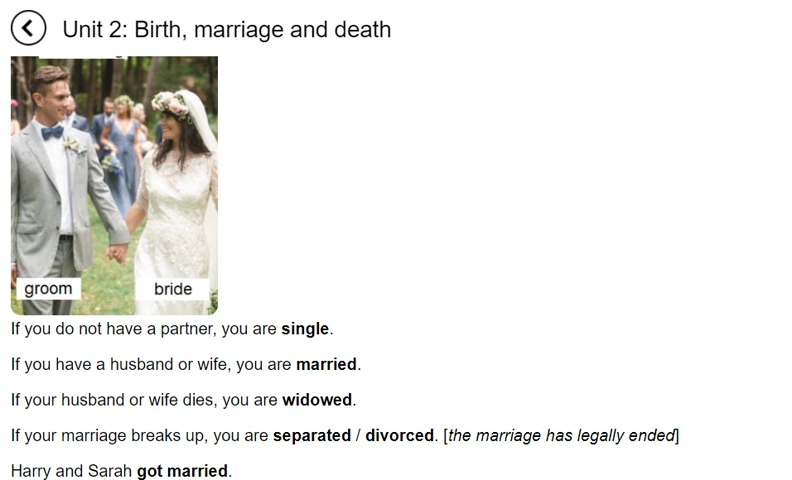 Unit 2: Birth, marriage and death
groom
bride
If you do not have a partner, you are single.
If you have a husband or wife, you are married.
If your husband or wife dies, you are widowed.
If your marriage breaks up, you are separated / divorced. [the marriage has legally ended]
Harry and Sarah got married.